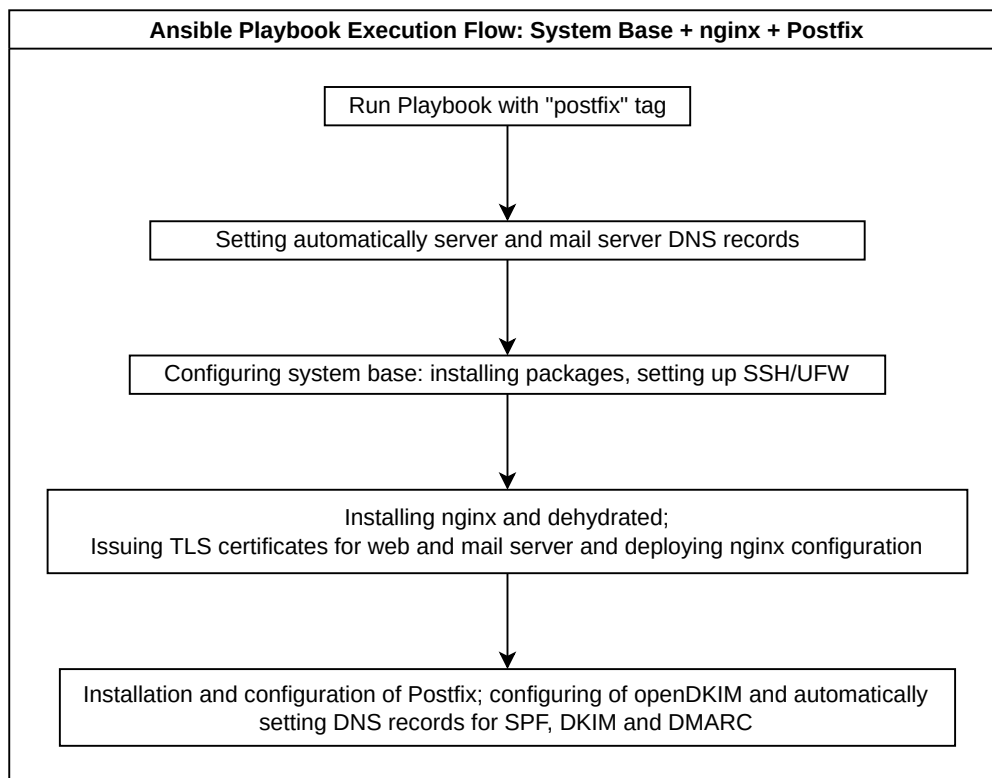 Ansible Playbook Execution Flow: System Base + nginx + Postfix
Run Playbook with "postfix" tag
Setting automatically server and mail server DNS records
Configuring system base: installing packages, setting up SSH/UFW
Installing nginx and dehydrated;
Issuing TLS certificates for web and mail server and deploying nginx configuration
Installation and configuration of Postfix; configuring of openDKIM and automatically
setting DNS records for SPF, DKIM and DMARC